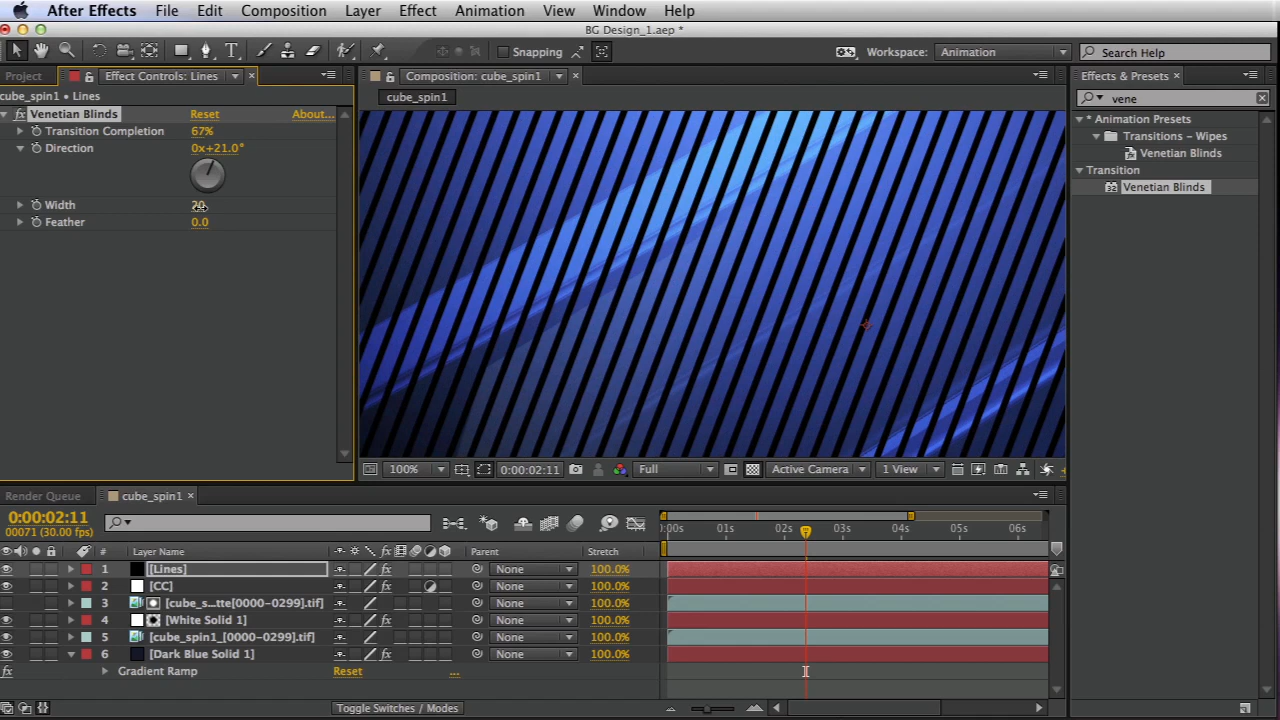 After Effects File Edit Composition Layer Effect Animation View Window Help
BG Design_1.aep *
Snapping Workspace: Animation Search Help
Project Effect Controls: Lines Composition: cube_spin1 Effects & Presets
cube_spin1 • Lines cube_spin1 vene
fx Venetian Blinds Reset About...
Transition Completion 67%
Direction 0x+21.0°
Width 20
Feather 0.0
* Animation Presets
Transitions – Wipes
Venetian Blinds
Transition
Venetian Blinds
100% 0:00:02:11 Full Active Camera 1 View
Render Queue cube_spin1
0:00:02:11
00071 (30.00 fps)
:00s 01s 02s 03s 04s 05s 06s
# Layer Name Parent Stretch
1 [Lines] None 100.0%
2 [CC] None 100.0%
3 [cube_s...tte[0000-0299].tif] None 100.0%
4 [White Solid 1] None 100.0%
5 [cube_spin1_[0000-0299].tif] None 100.0%
6 [Dark Blue Solid 1] None 100.0%
fx Gradient Ramp Reset ...
Toggle Switches / Modes